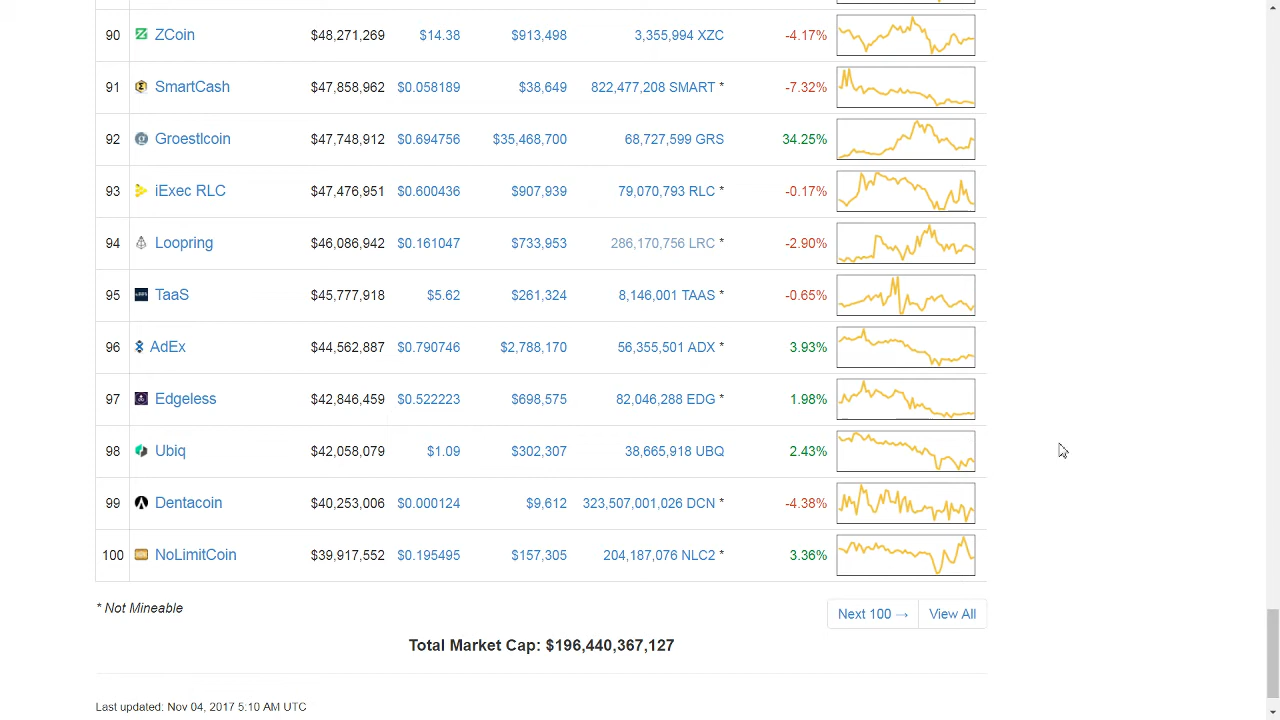 90 ZCoin $48,271,269 $14.38 $913,498 3,355,994 XZC -4.17%
91 SmartCash $47,858,962 $0.058189 $38,649 822,477,208 SMART * -7.32%
92 Groestlcoin $47,748,912 $0.694756 $35,468,700 68,727,599 GRS 34.25%
93 iExec RLC $47,476,951 $0.600436 $907,939 79,070,793 RLC * -0.17%
94 Loopring $46,086,942 $0.161047 $733,953 286,170,756 LRC * -2.90%
95 TaaS $45,777,918 $5.62 $261,324 8,146,001 TAAS * -0.65%
96 AdEx $44,562,887 $0.790746 $2,788,170 56,355,501 ADX * 3.93%
97 Edgeless $42,846,459 $0.522223 $698,575 82,046,288 EDG * 1.98%
98 Ubiq $42,058,079 $1.09 $302,307 38,665,918 UBQ 2.43%
99 Dentacoin $40,253,006 $0.000124 $9,612 323,507,001,026 DCN * -4.38%
100 NoLimitCoin $39,917,552 $0.195495 $157,305 204,187,076 NLC2 * 3.36%
* Not Mineable
Next 100 → View All
Total Market Cap: $196,440,367,127
Last updated: Nov 04, 2017 5:10 AM UTC